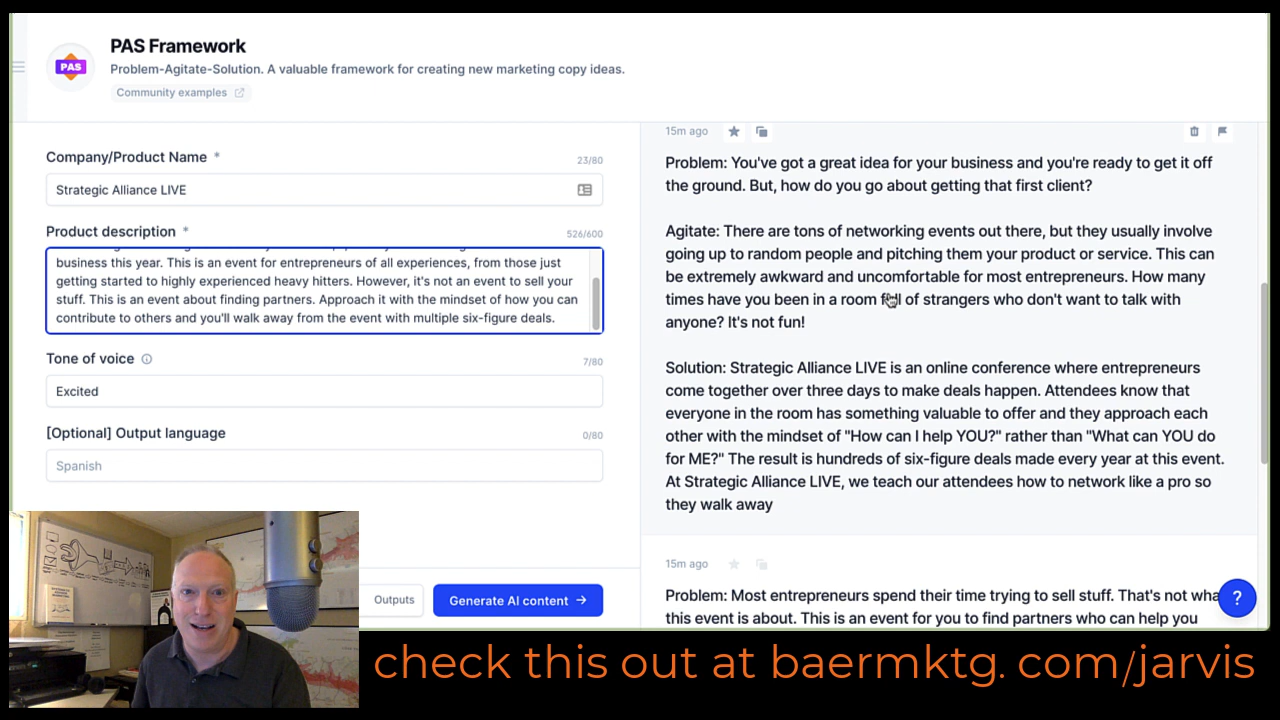 PAS Framework
PAS
Problem-Agitate-Solution. A valuable framework for creating new marketing copy ideas.
Community examples
Company/Product Name *
23/80
Strategic Alliance LIVE
Product description *
526/600
business this year. This is an event for entrepreneurs of all experiences, from those just
getting started to highly experienced heavy hitters. However, it's not an event to sell your
stuff. This is an event about finding partners. Approach it with the mindset of how you can
contribute to others and you'll walk away from the event with multiple six-figure deals.
Tone of voice
7/80
Excited
[Optional] Output language
0/80
Spanish
Outputs
Generate AI content →
15m ago
Problem: You've got a great idea for your business and you're ready to get it off
the ground. But, how do you go about getting that first client?
Agitate: There are tons of networking events out there, but they usually involve
going up to random people and pitching them your product or service. This can
be extremely awkward and uncomfortable for most entrepreneurs. How many
times have you been in a room full of strangers who don't want to talk with
anyone? It's not fun!
Solution: Strategic Alliance LIVE is an online conference where entrepreneurs
come together over three days to make deals happen. Attendees know that
everyone in the room has something valuable to offer and they approach each
other with the mindset of "How can I help YOU?" rather than "What can YOU do
for ME?" The result is hundreds of six-figure deals made every year at this event.
At Strategic Alliance LIVE, we teach our attendees how to network like a pro so
they walk away
15m ago
Problem: Most entrepreneurs spend their time trying to sell stuff. That's not wha
this event is about. This is an event for you to find partners who can help you
?
check this out at baermktg. com/jarvis